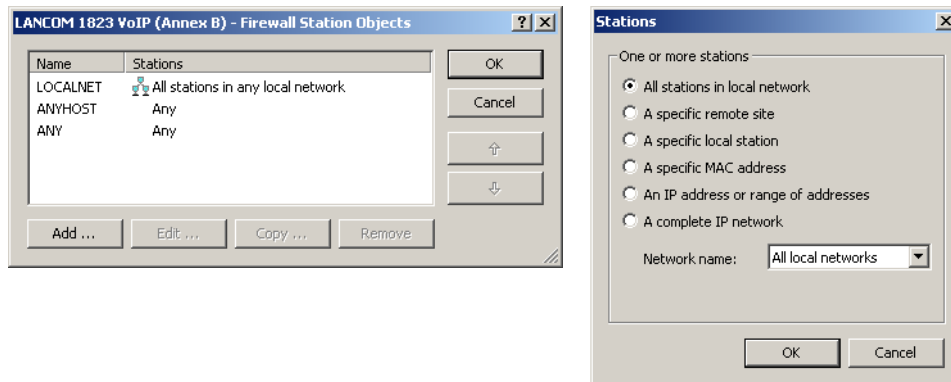 LANCOM 1823 VoIP (Annex B) - Firewall Station Objects
Name Stations
LOCALNET All stations in any local network
ANYHOST Any
ANY Any
OK
Cancel
Add ... Edit ... Copy ... Remove
Stations
One or more stations
All stations in local network
A specific remote site
A specific local station
A specific MAC address
An IP address or range of addresses
A complete IP network
Network name: All local networks
OK Cancel